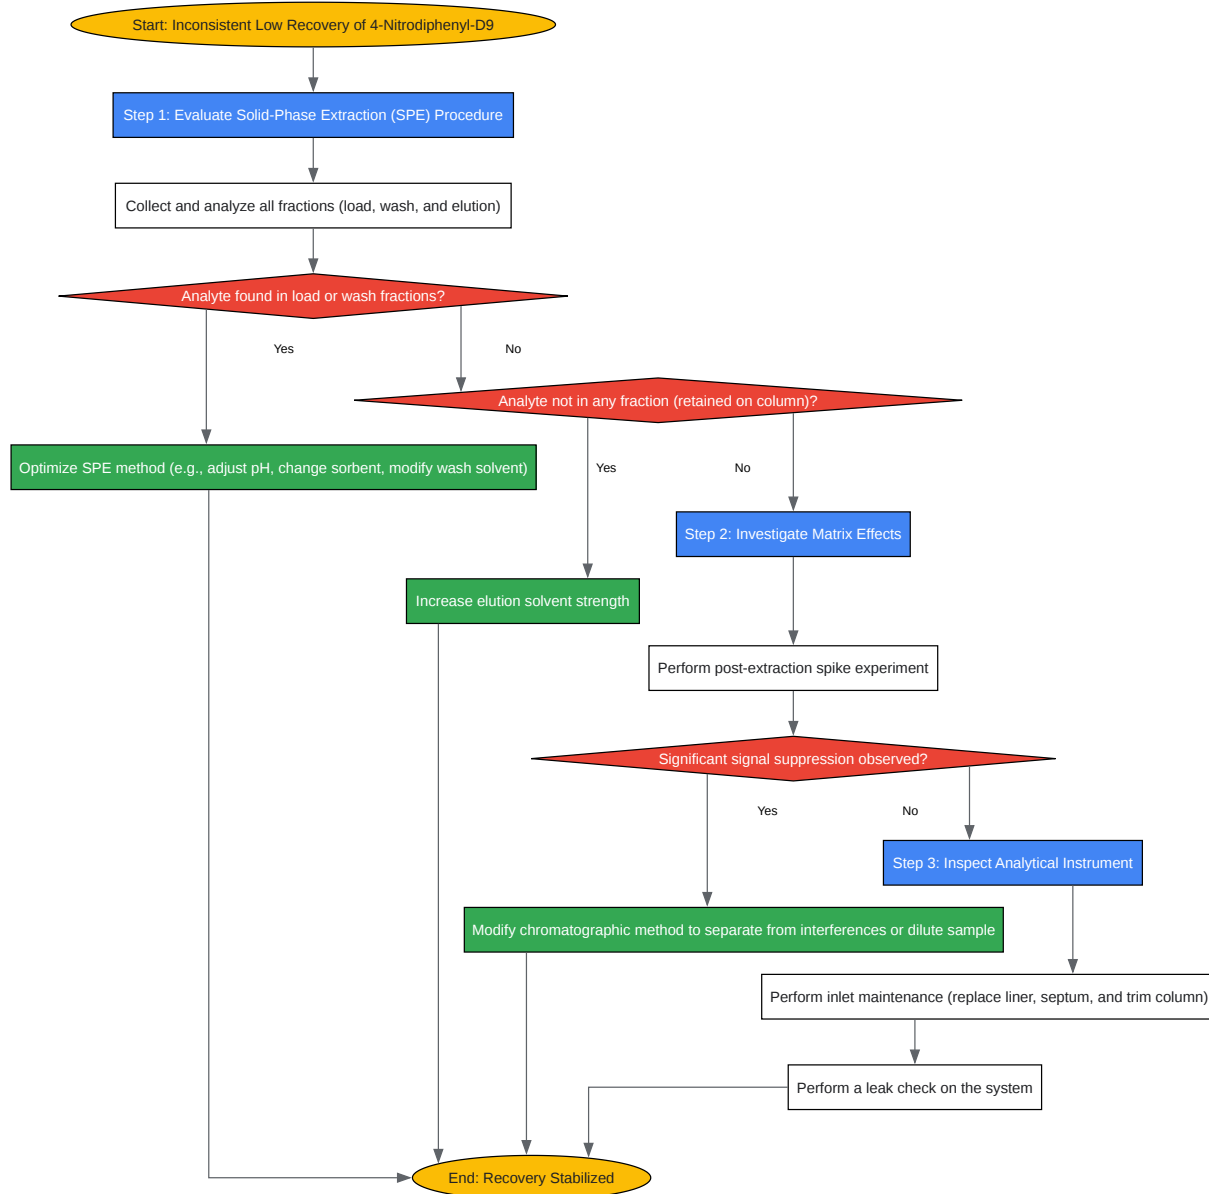 Start: Inconsistent Low Recovery of 4-Nitrodiphenyl-D9
Step 1: Evaluate Solid-Phase Extraction (SPE) Procedure
Collect and analyze all fractions (load, wash, and elution)
Analyte found in load or wash fractions?
Yes
No
Analyte not in any fraction (retained on column)?
Optimize SPE method (e.g., adjust pH, change sorbent, modify wash solvent)
Yes
No
Step 2: Investigate Matrix Effects
Increase elution solvent strength
Perform post-extraction spike experiment
Significant signal suppression observed?
Yes
No
Step 3: Inspect Analytical Instrument
Modify chromatographic method to separate from interferences or dilute sample
Perform inlet maintenance (replace liner, septum, and trim column)
Perform a leak check on the system
End: Recovery Stabilized